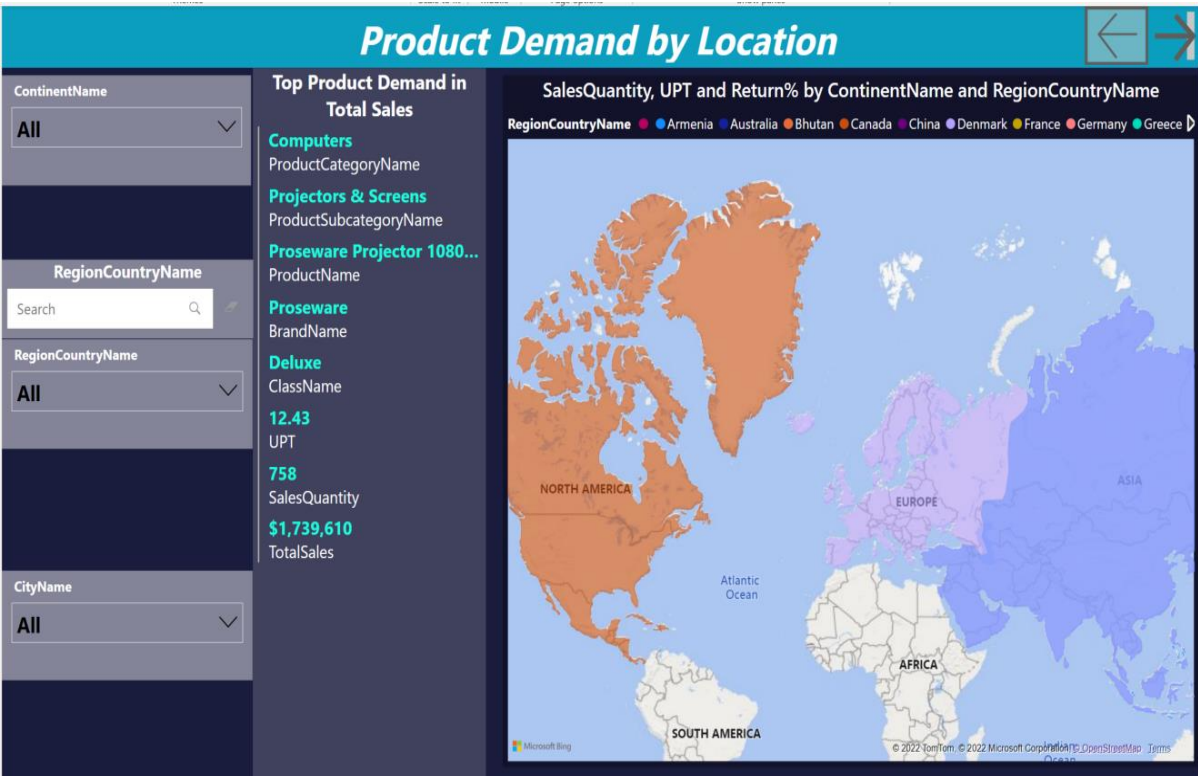 Product Demand by Location
ContinentName
All
RegionCountryName
Search
RegionCountryName
All
CityName
All
Top Product Demand in
Total Sales
Computers
ProductCategoryName
Projectors & Screens
ProductSubcategoryName
Proseware Projector 1080...
ProductName
Proseware
BrandName
Deluxe
ClassName
12.43
UPT
758
SalesQuantity
$1,739,610
TotalSales
SalesQuantity, UPT and Return% by ContinentName and RegionCountryName
RegionCountryName Armenia Australia Bhutan Canada China Denmark France Germany Greece
NORTH AMERICA
EUROPE
ASIA
Atlantic
Ocean
AFRICA
SOUTH AMERICA
Microsoft Bing
© 2022 TomTom, © 2022 Microsoft Corporation, © OpenStreetMap Terms
Ocean